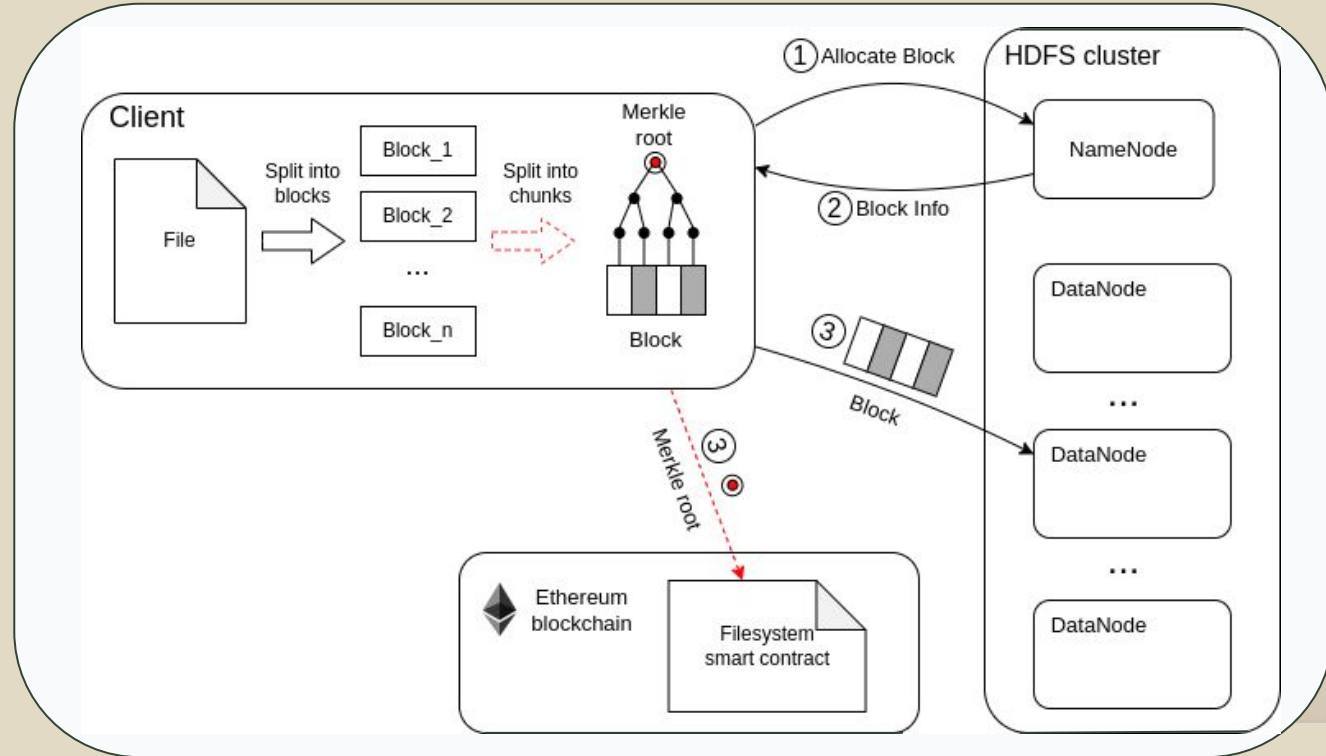 Client
File
Split into
blocks
Block_1
Block_2
...
Block_n
Split into
chunks
Merkle
root
Block
1 Allocate Block
2 Block Info
3
Block
3
Merkle root
HDFS cluster
NameNode
DataNode
...
DataNode
...
DataNode
Ethereum
blockchain
Filesystem
smart contract